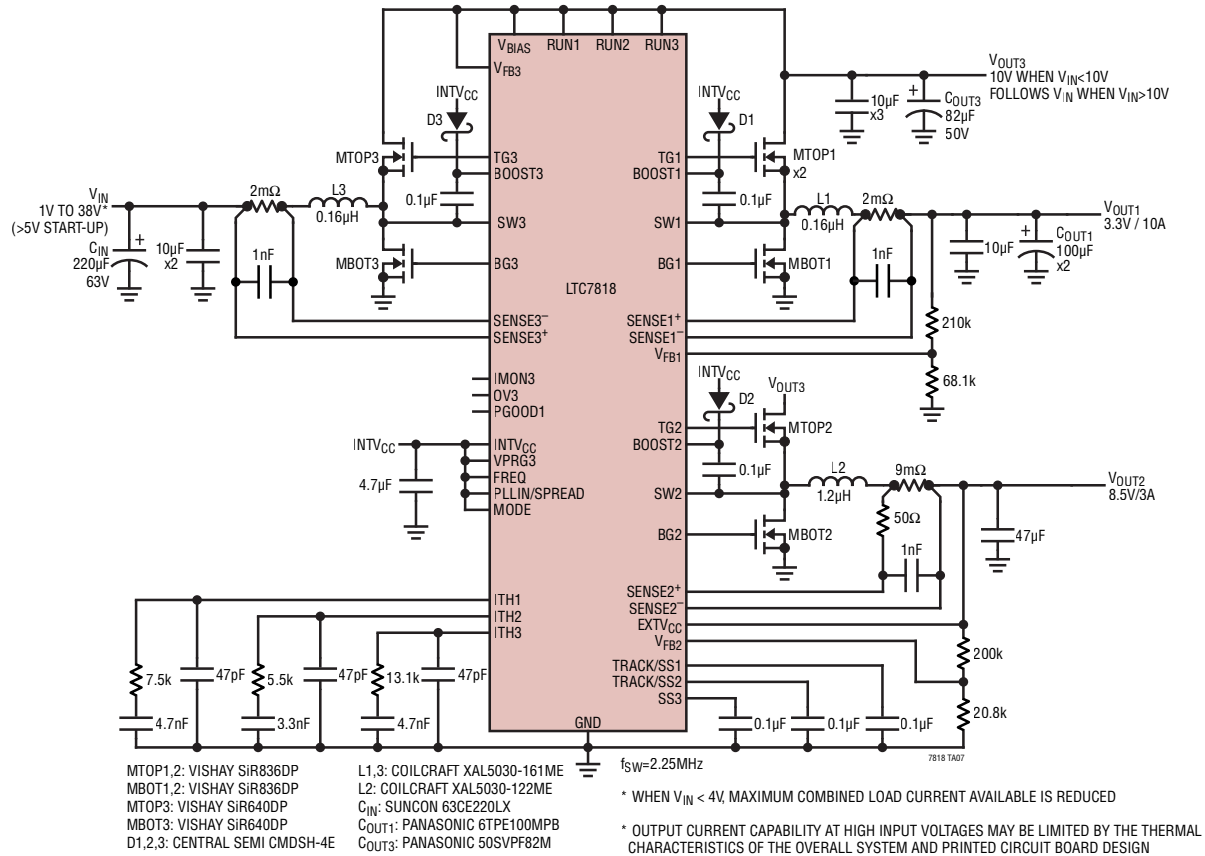 VBIAS RUN1 RUN2 RUN3
VFB3
INTVCC
D3
MTOP3
TG3
BOOST3
0.1µF
SW3
VIN
1V TO 38V*
(>5V START-UP)
CIN
220µF
63V
+
10µF
x2
2mΩ
L3
0.16µH
1nF
MBOT3
BG3
SENSE3–
SENSE3+
LTC7818
INTVCC
D1
TG1
BOOST1
MTOP1
x2
0.1µF
SW1
BG1
MBOT1
L1
0.16µH
2mΩ
1nF
SENSE1+
SENSE1–
VFB1
VOUT3
10V WHEN VIN<10V
FOLLOWS VIN WHEN VIN>10V
10µF
x3
+
COUT3
82µF
50V
VOUT1
3.3V / 10A
10µF
+
COUT1
100µF
x2
210k
68.1k
IMON3
OV3
PGOOD1
INTVCC
4.7µF
INTVCC
VPRG3
FREQ
PLLIN/SPREAD
MODE
INTVCC
D2
VOUT3
TG2
BOOST2
MTOP2
0.1µF
SW2
BG2
MBOT2
L2
1.2µH
9mΩ
50Ω
1nF
VOUT2
8.5V/3A
47µF
SENSE2+
SENSE2–
EXTVCC
VFB2
200k
20.8k
TRACK/SS1
TRACK/SS2
SS3
0.1µF
0.1µF
0.1µF
ITH1
ITH2
ITH3
7.5k
47pF
4.7nF
5.5k
47pF
3.3nF
13.1k
47pF
4.7nF
GND
7818 TA07
fSW=2.25MHz
MTOP1,2: VISHAY SiR836DP
MBOT1,2: VISHAY SiR836DP
MTOP3: VISHAY SiR640DP
MBOT3: VISHAY SiR640DP
D1,2,3: CENTRAL SEMI CMDSH-4E
L1,3: COILCRAFT XAL5030-161ME
L2: COILCRAFT XAL5030-122ME
CIN: SUNCON 63CE220LX
COUT1: PANASONIC 6TPE100MPB
COUT3: PANASONIC 50SVPF82M
* WHEN VIN < 4V, MAXIMUM COMBINED LOAD CURRENT AVAILABLE IS REDUCED
* OUTPUT CURRENT CAPABILITY AT HIGH INPUT VOLTAGES MAY BE LIMITED BY THE THERMAL
CHARACTERISTICS OF THE OVERALL SYSTEM AND PRINTED CIRCUIT BOARD DESIGN